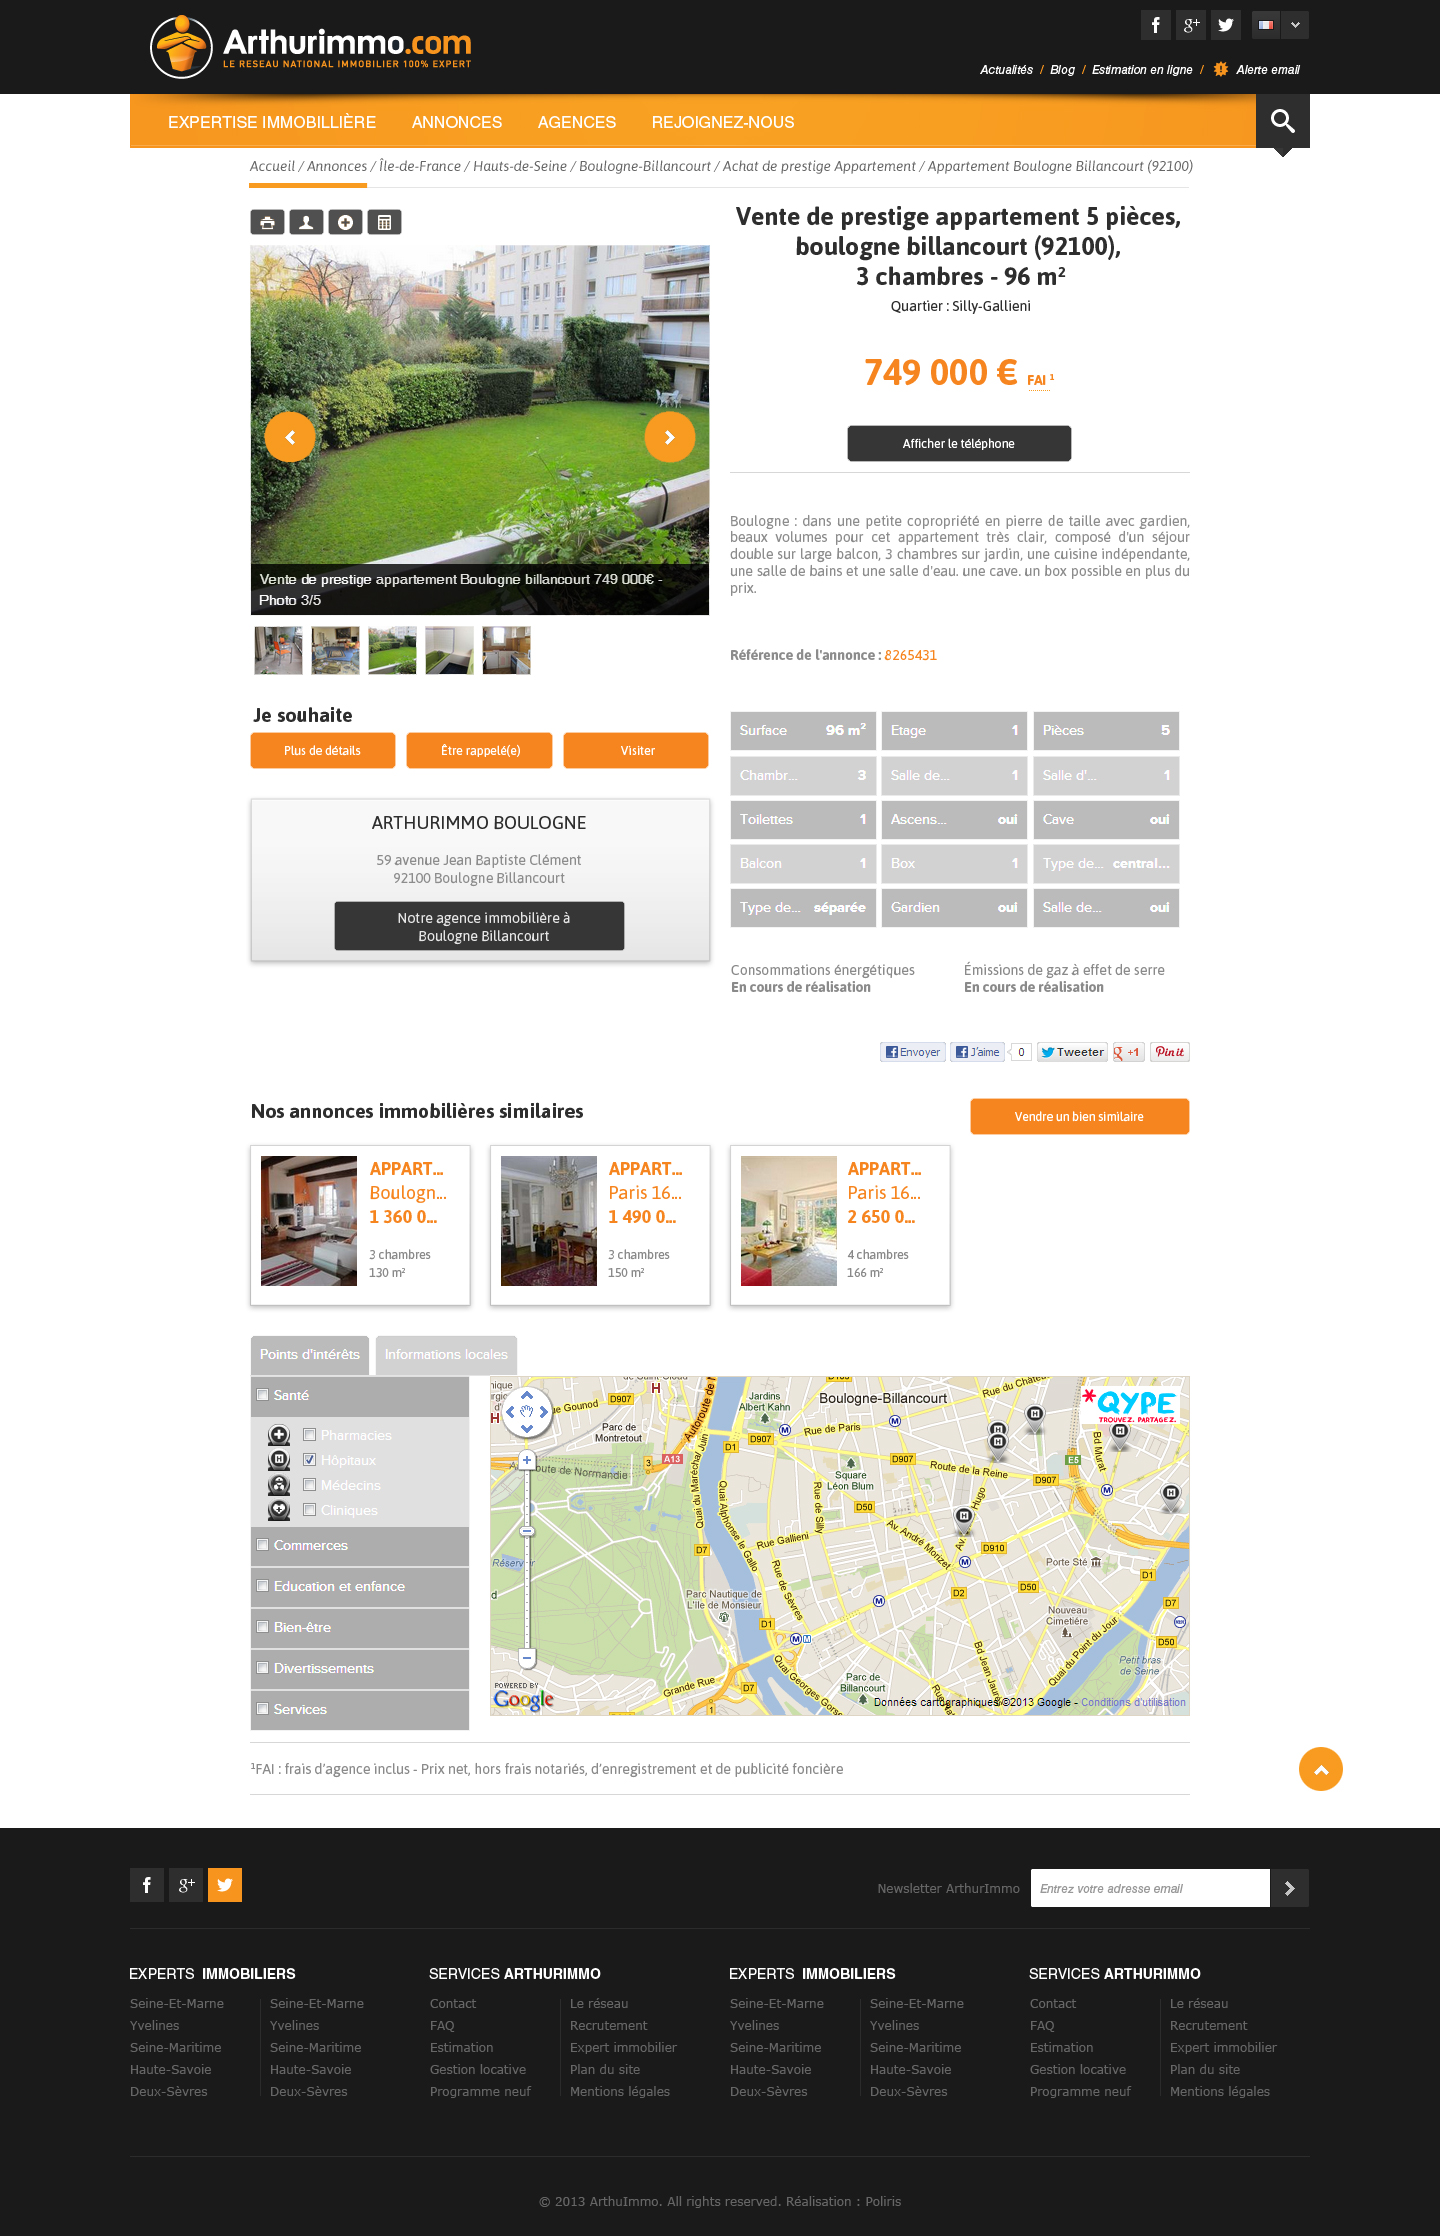 Arthurimmo.com
LE RESEAU NATIONAL IMMOBILIER 100% EXPERT
Actualités / Blog / Estimation en ligne / Alerte email
EXPERTISE IMMOBILLIÈRE ANNONCES AGENCES REJOIGNEZ-NOUS
Accueil / Annonces / Île-de-France / Hauts-de-Seine / Boulogne-Billancourt / Achat de prestige Appartement / Appartement Boulogne Billancourt (92100)
Vente de prestige appartement 5 pièces,
boulogne billancourt (92100),
3 chambres - 96 m²
Quartier : Silly-Gallieni
749 000 € FAI ¹
Afficher le téléphone
Boulogne : dans une petite copropriété en pierre de taille avec gardien,
beaux volumes pour cet appartement très clair, composé d'un séjour
double sur large balcon, 3 chambres sur jardin, une cuisine indépendante,
une salle de bains et une salle d'eau. une cave. un box possible en plus du
prix.
Référence de l'annonce : 8265431
Vente de prestige appartement Boulogne billancourt 749 000€ -
Photo 3/5
Je souhaite
Plus de détails Être rappelé(e) Visiter
ARTHURIMMO BOULOGNE
59 avenue Jean Baptiste Clément
92100 Boulogne Billancourt
Notre agence immobilière à
Boulogne Billancourt
Surface 96 m² Etage 1 Pièces 5
Chambr... 3 Salle de... 1 Salle d'... 1
Toilettes 1 Ascens... oui Cave oui
Balcon 1 Box 1 Type de... central...
Type de... séparée Gardien oui Salle de... oui
Consommations énergétiques Émissions de gaz à effet de serre
En cours de réalisation En cours de réalisation
Envoyer J'aime 0 Tweeter +1 Pin it
Nos annonces immobilières similaires
Vendre un bien similaire
APPART... APPART... APPART...
Boulogn... Paris 16... Paris 16...
1 360 0... 1 490 0... 2 650 0...
3 chambres 3 chambres 4 chambres
130 m² 150 m² 166 m²
Points d'intérêts Informations locales
Santé
Pharmacies
Hôpitaux
Médecins
Cliniques
Commerces
Education et enfance
Bien-être
Divertissements
Services
Boulogne-Billancourt
Rue du Châtea
*QYPE
TROUVEZ. PARTAGEZ.
D907
Rue Gounod
Jardins
Albert Kahn
Parc de
Montretout
Autoroute de N
Rue de Paris
D907
D1
A13
3
Route de Normandie
Square
Léon Blum
D907
Route de la Reine
D907
E5
Bd Murat
Quai du Maréchal Juin
Quai Alphonse le Gallo
Rue de Silly
D50
Rue Gallieni
Av. André Morizet
Av. Hugo
D910
Porte Sté
D7
Réservoir
Parc Nautique de
L'Île de Monsieur
Rue de Sèvres
D2
D50
D1
D7
Nouveau
Cimetière
D1
D50
Quai du Point du Jour
Petit bras
de Seine
Bd Jean Jaurès
Quai Georges Gorse
Parc de
Billancourt
Grande Rue
D7
1
POWERED BY
Google
Données cartographiques ©2013 Google - Conditions d'utilisation
¹FAI : frais d'agence inclus - Prix net, hors frais notariés, d'enregistrement et de publicité foncière
Newsletter ArthurImmo Entrez votre adresse email
EXPERTS IMMOBILIERS SERVICES ARTHURIMMO EXPERTS IMMOBILIERS SERVICES ARTHURIMMO
Seine-Et-Marne Seine-Et-Marne Contact Le réseau Seine-Et-Marne Seine-Et-Marne Contact Le réseau
Yvelines Yvelines FAQ Recrutement Yvelines Yvelines FAQ Recrutement
Seine-Maritime Seine-Maritime Estimation Expert immobilier Seine-Maritime Seine-Maritime Estimation Expert immobilier
Haute-Savoie Haute-Savoie Gestion locative Plan du site Haute-Savoie Haute-Savoie Gestion locative Plan du site
Deux-Sèvres Deux-Sèvres Programme neuf Mentions légales Deux-Sèvres Deux-Sèvres Programme neuf Mentions légales
© 2013 ArthuImmo. All rights reserved. Réalisation : Poliris